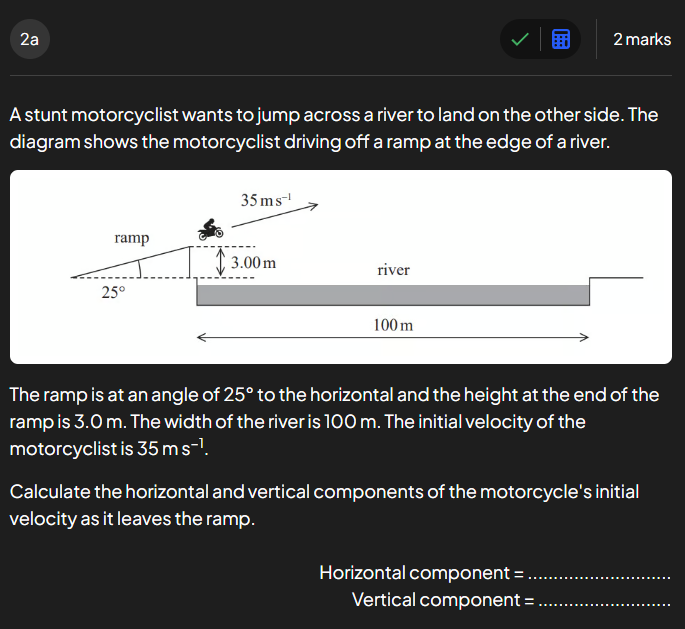 2a
2 marks
A stunt motorcyclist wants to jump across a river to land on the other side. The
diagram shows the motorcyclist driving off a ramp at the edge of a river.
35 m s⁻¹
ramp
3.00 m
river
25°
100 m
The ramp is at an angle of 25° to the horizontal and the height at the end of the
ramp is 3.0 m. The width of the river is 100 m. The initial velocity of the
motorcyclist is 35 m s⁻¹.
Calculate the horizontal and vertical components of the motorcycle's initial
velocity as it leaves the ramp.
Horizontal component = ............................
Vertical component = ..........................